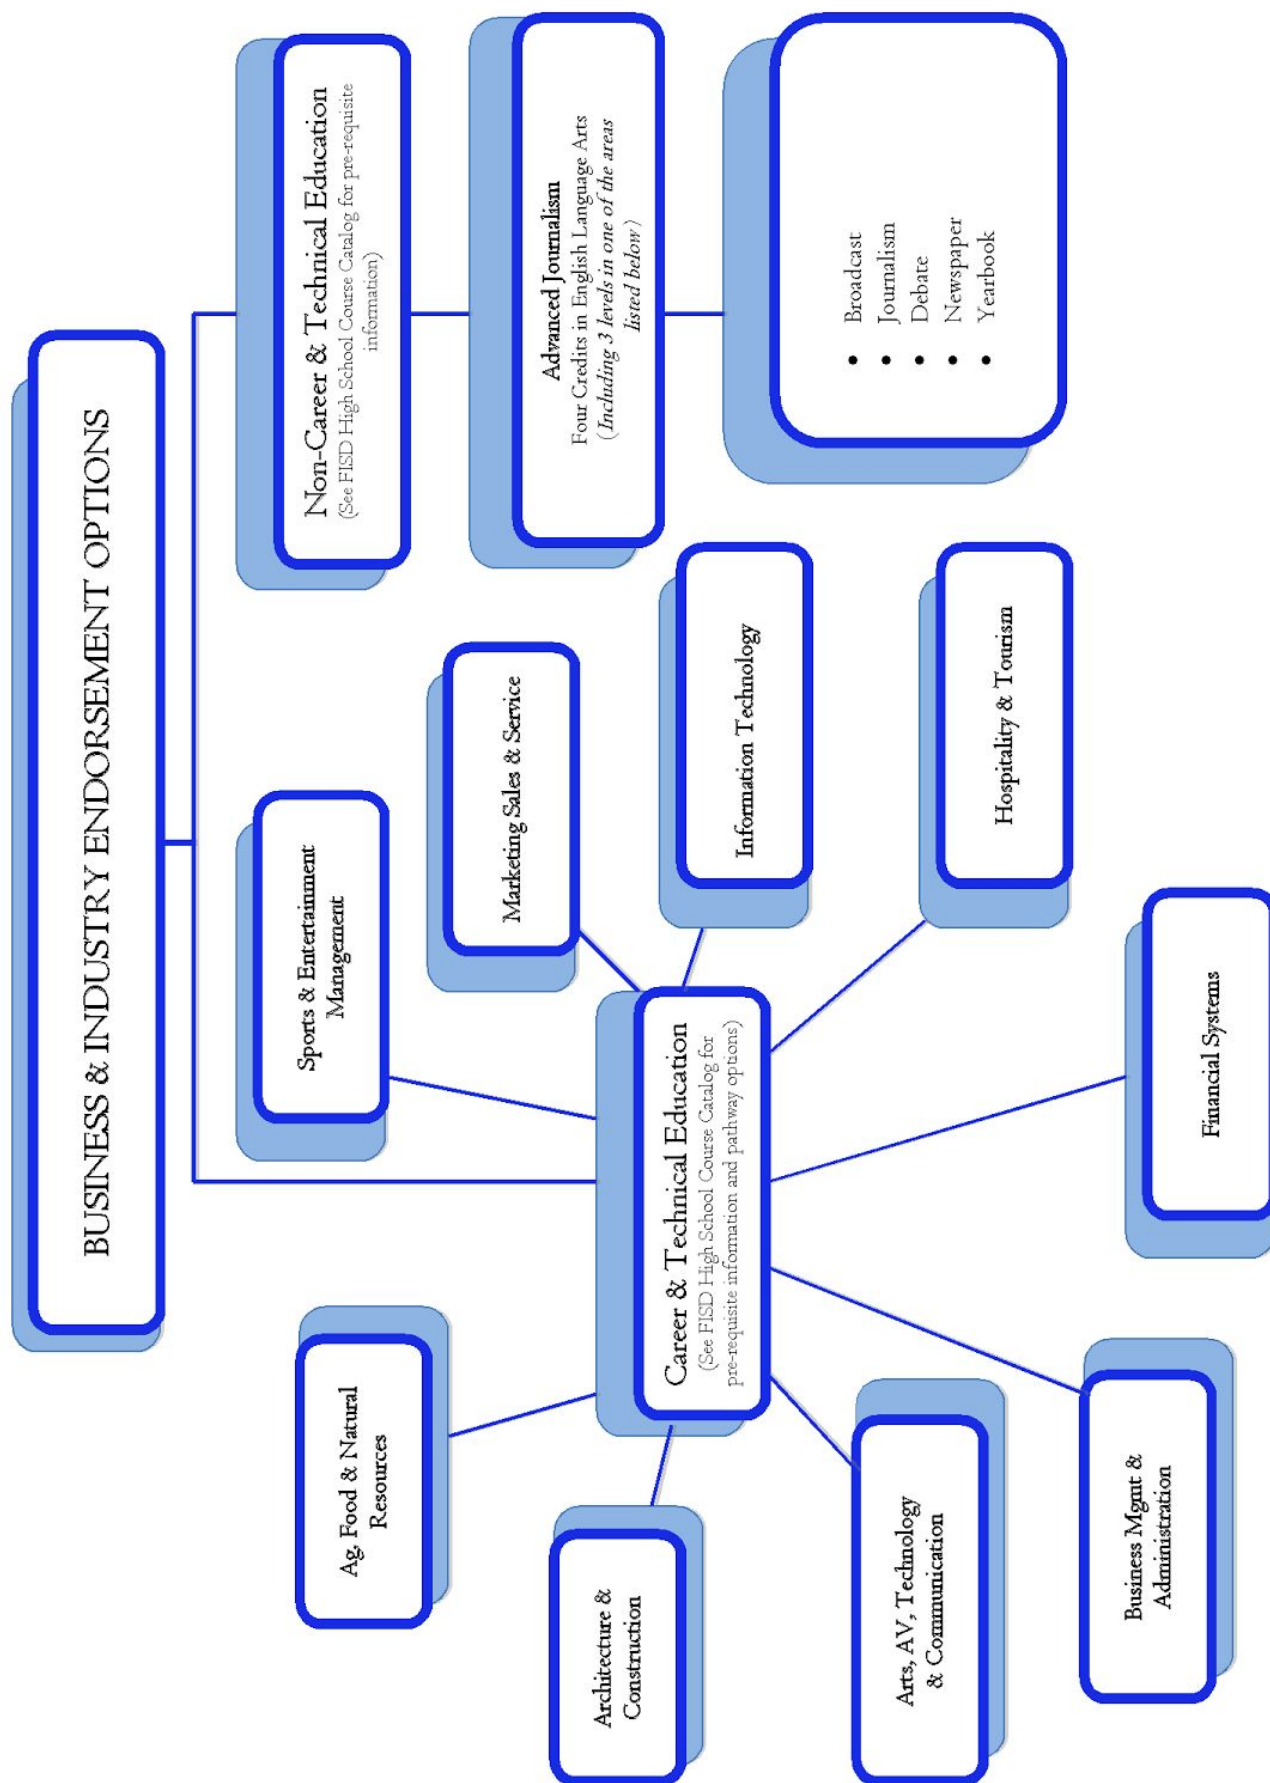 BUSINESS & INDUSTRY ENDORSEMENT OPTIONS
Ag, Food & Natural
Resources
Sports & Entertainment
Management
Non-Career & Technical Education
(See FISD High School Course Catalog for pre-requisite
information)
Marketing Sales & Service
Advanced Journalism
Four Credits in English Language Arts
(Including 3 levels in one of the areas
listed below)
Architecture &
Construction
Career & Technical Education
(See FISD High School Course Catalog for
pre-requisite information and pathway options)
Information Technology
• Broadcast
• Journalism
• Debate
• Newspaper
• Yearbook
Arts, AV, Technology
& Communication
Hospitality & Tourism
Business Mgmt &
Administration
Financial Systems